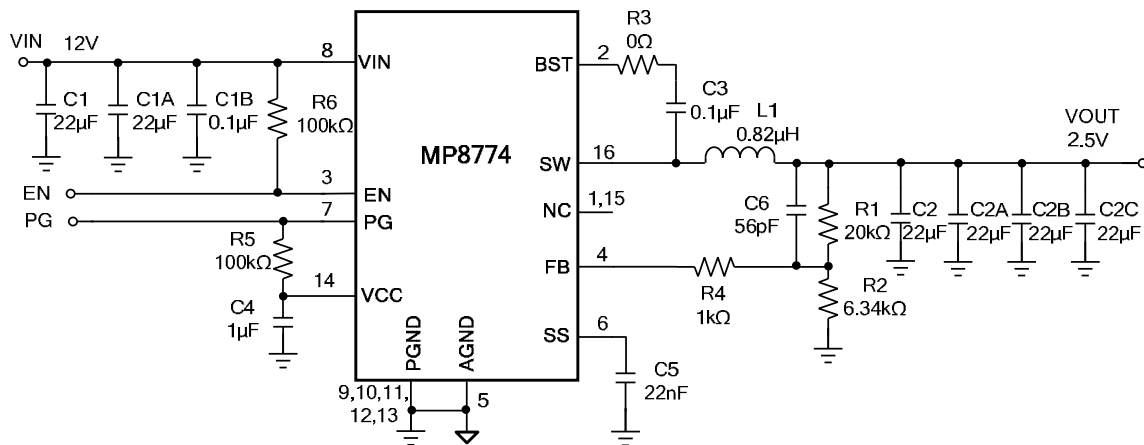 VIN 12V
8
VIN
C1
22µF
C1A
22µF
C1B
0.1µF
R6
100kΩ
EN
3
EN
PG
7
PG
R5
100kΩ
14
VCC
C4
1µF
MP8774
PGND
AGND
9,10,11,
12,13
5
BST
2
R3
0Ω
C3
0.1µF
L1
0.82µH
SW
16
NC
1,15
FB
4
R4
1kΩ
SS
6
C5
22nF
C6
56pF
R1
20kΩ
R2
6.34kΩ
C2
22µF
C2A
22µF
C2B
22µF
C2C
22µF
VOUT
2.5V